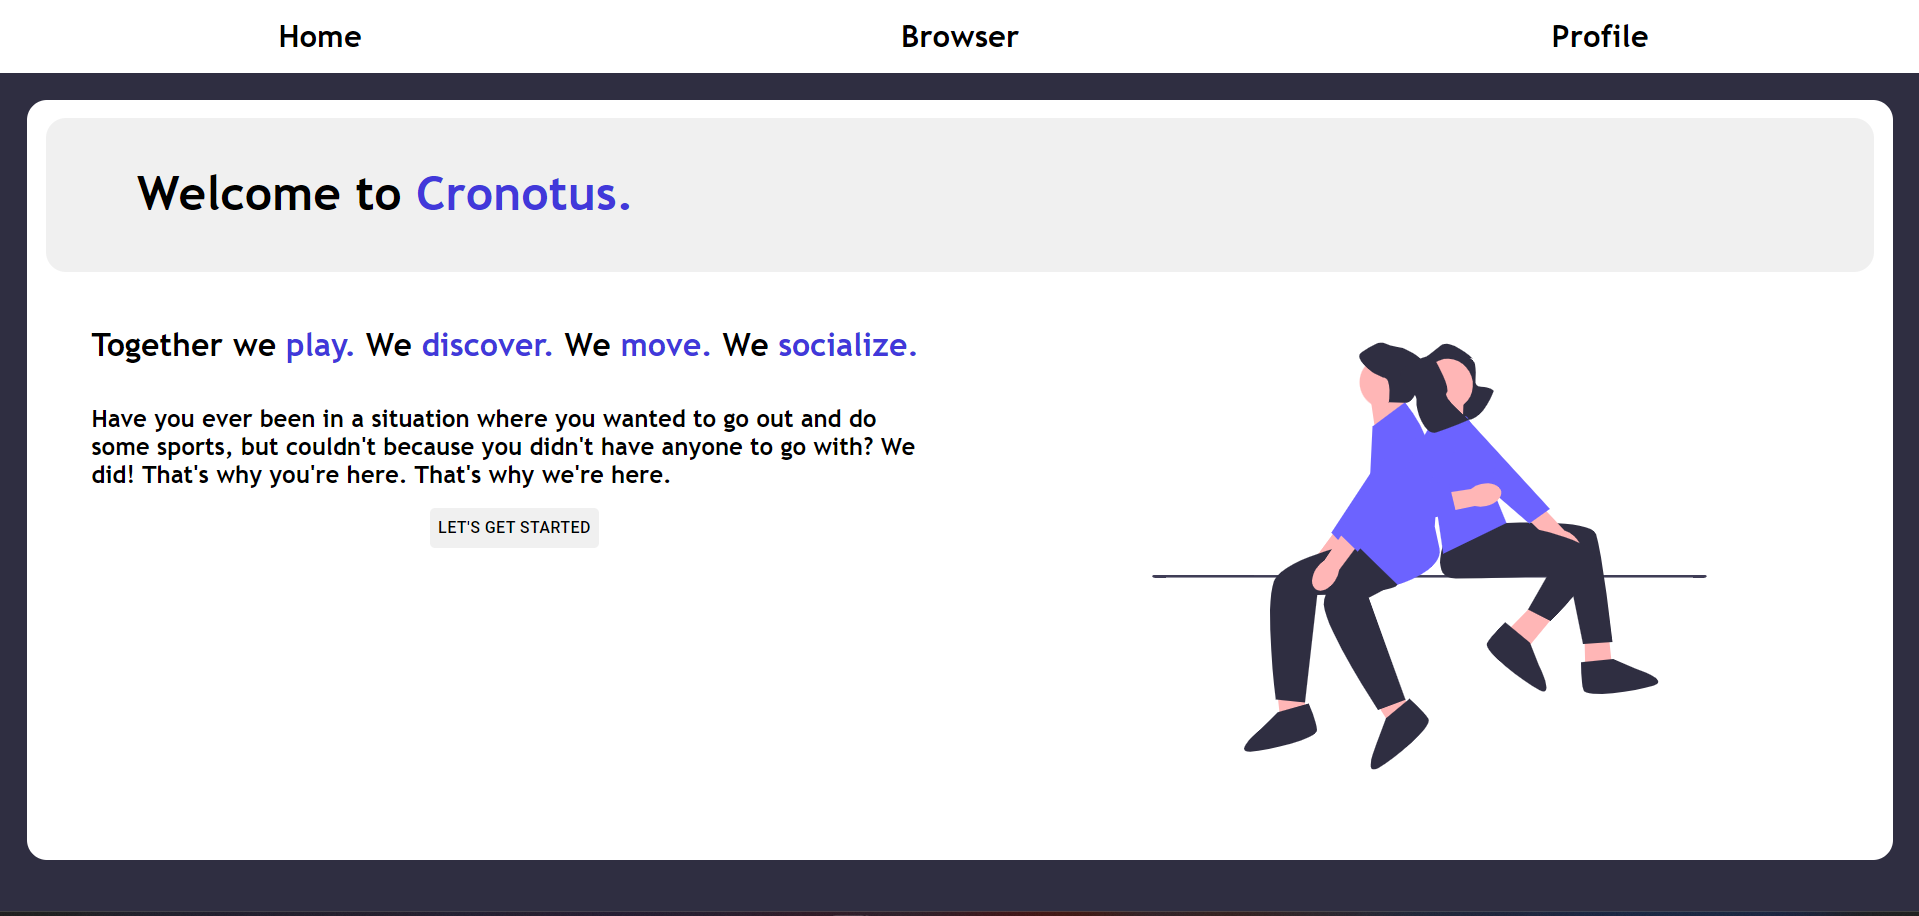 Home Browser Profile
Welcome to Cronotus.
Together we play. We discover. We move. We socialize.
Have you ever been in a situation where you wanted to go out and do
some sports, but couldn't because you didn't have anyone to go with? We
did! That's why you're here. That's why we're here.
LET'S GET STARTED